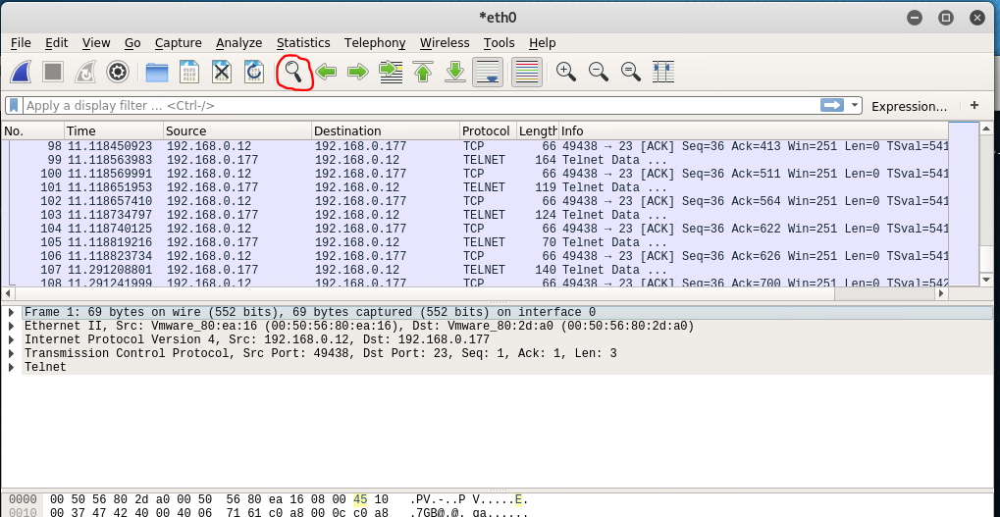 *eth0
File Edit View Go Capture Analyze Statistics Telephony Wireless Tools Help
Apply a display filter ... <Ctrl-/> Expression... +
No. Time Source Destination Protocol Length Info
98 11.118450923 192.168.0.12 192.168.0.177 TCP 66 49438 → 23 [ACK] Seq=36 Ack=413 Win=251 Len=0 TSval=541
99 11.118563983 192.168.0.177 192.168.0.12 TELNET 164 Telnet Data ...
100 11.118569991 192.168.0.12 192.168.0.177 TCP 66 49438 → 23 [ACK] Seq=36 Ack=511 Win=251 Len=0 TSval=541
101 11.118651953 192.168.0.177 192.168.0.12 TELNET 119 Telnet Data ...
102 11.118657410 192.168.0.12 192.168.0.177 TCP 66 49438 → 23 [ACK] Seq=36 Ack=564 Win=251 Len=0 TSval=541
103 11.118734797 192.168.0.177 192.168.0.12 TELNET 124 Telnet Data ...
104 11.118740125 192.168.0.12 192.168.0.177 TCP 66 49438 → 23 [ACK] Seq=36 Ack=622 Win=251 Len=0 TSval=541
105 11.118819216 192.168.0.177 192.168.0.12 TELNET 70 Telnet Data ...
106 11.118823734 192.168.0.12 192.168.0.177 TCP 66 49438 → 23 [ACK] Seq=36 Ack=626 Win=251 Len=0 TSval=541
107 11.291208801 192.168.0.177 192.168.0.12 TELNET 140 Telnet Data ...
108 11.291241999 192.168.0.12 192.168.0.177 TCP 66 49438 → 23 [ACK] Seq=36 Ack=700 Win=251 Len=0 TSval=542
Frame 1: 69 bytes on wire (552 bits), 69 bytes captured (552 bits) on interface 0
Ethernet II, Src: Vmware_80:ea:16 (00:50:56:80:ea:16), Dst: Vmware_80:2d:a0 (00:50:56:80:2d:a0)
Internet Protocol Version 4, Src: 192.168.0.12, Dst: 192.168.0.177
Transmission Control Protocol, Src Port: 49438, Dst Port: 23, Seq: 1, Ack: 1, Len: 3
Telnet
0000 00 50 56 80 2d a0 00 50 56 80 ea 16 08 00 45 10 .PV.-..P V.....E.
0010 00 37 47 42 40 00 40 06 71 61 c0 a8 00 0c c0 a8 .7GB@.@. qa......